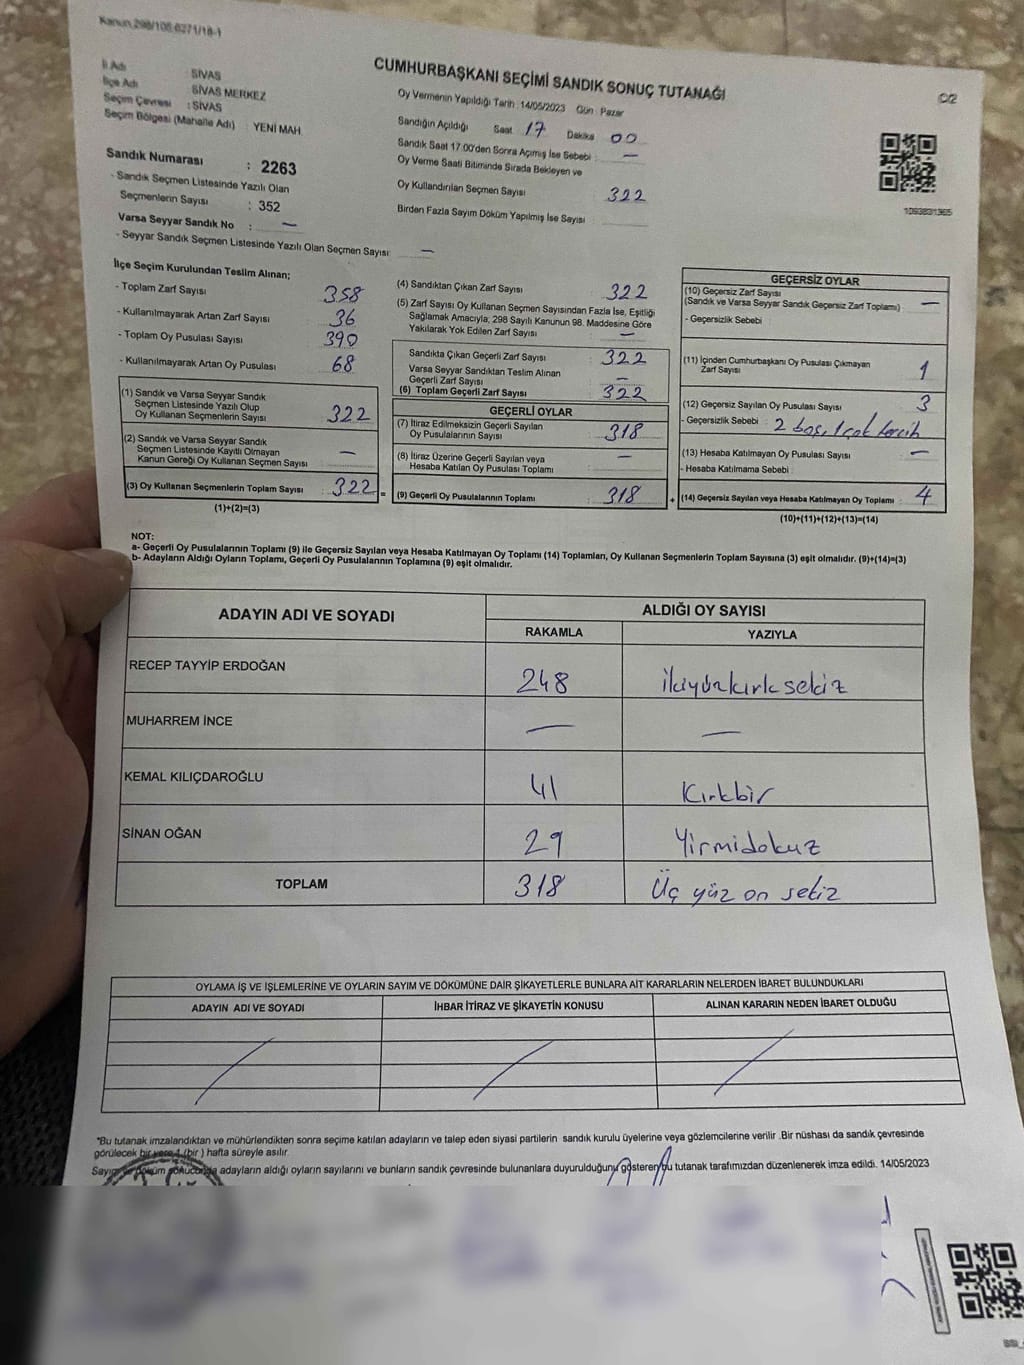 Kanun 298/105,6271/18-1
CUMHURBAŞKANI SEÇİMİ SANDIK SONUÇ TUTANAĞI
C/2
İl Adı : SİVAS
İlçe Adı : SİVAS MERKEZ
Seçim Çevresi : SİVAS
Seçim Bölgesi (Mahalle Adı) : YENİ MAH
Oy Vermenin Yapıldığı Tarih :14/05/2023 Gün : Pazar
Sandığın Açıldığı Saat 17 Dakika 00
Sandık Saat 17:00'den Sonra Açılmış İse Sebebi : —
Oy Verme Saati Bitiminde Sırada Bekleyen ve
Oy Kullandırılan Seçmen Sayısı 322
Birden Fazla Sayım Döküm Yapılmış İse Sayısı
Sandık Numarası : 2263
- Sandık Seçmen Listesinde Yazılı Olan
Seçmenlerin Sayısı : 352
Varsa Seyyar Sandık No : —
- Seyyar Sandık Seçmen Listesinde Yazılı Olan Seçmen Sayısı: —
İlçe Seçim Kurulundan Teslim Alınan;
- Toplam Zarf Sayısı 358
- Kullanılmayarak Artan Zarf Sayısı 36
- Toplam Oy Pusulası Sayısı 390
- Kullanılmayarak Artan Oy Pusulası 68
(1) Sandık ve Varsa Seyyar Sandık
Seçmen Listesinde Yazılı Olup
Oy Kullanan Seçmenlerin Sayısı : 322
(2) Sandık ve Varsa Seyyar Sandık
Seçmen Listesinde Kayıtlı Olmayan
Kanun Gereği Oy Kullanan Seçmen Sayısı : —
(3) Oy Kullanan Seçmenlerin Toplam Sayısı : 322 =
(1)+(2)=(3)
(4) Sandıktan Çıkan Zarf Sayısı : 322
(5) Zarf Sayısı Oy Kullanan Seçmen Sayısından Fazla İse, Eşitliği
Sağlamak Amacıyla; 298 Sayılı Kanunun 98. Maddesine Göre
Yakılarak Yok Edilen Zarf Sayısı : —
Sandıkta Çıkan Geçerli Zarf Sayısı : 322
Varsa Seyyar Sandıktan Teslim Alınan
Geçerli Zarf Sayısı : —
(6) Toplam Geçerli Zarf Sayısı : 322
GEÇERLİ OYLAR
(7) İtiraz Edilmeksizin Geçerli Sayılan
Oy Pusulalarının Sayısı : 318
(8) İtiraz Üzerine Geçerli Sayılan veya
Hesaba Katılan Oy Pusulası Toplamı : —
(9) Geçerli Oy Pusulalarının Toplamı : 318 +
GEÇERSİZ OYLAR
(10) Geçersiz Zarf Sayısı
(Sandık ve Varsa Seyyar Sandık Geçersiz Zarf Toplamı) : —
- Geçersizlik Sebebi
(11) İçinden Cumhurbaşkanı Oy Pusulası Çıkmayan
Zarf Sayısı : 1
(12) Geçersiz Sayılan Oy Pusulası Sayısı : 3
- Geçersizlik Sebebi : 2 boş, 1 çok tercih
(13) Hesaba Katılmayan Oy Pusulası Sayısı : —
- Hesaba Katılmama Sebebi :
(14) Geçersiz Sayılan veya Hesaba Katılmayan Oy Toplamı : 4
(10)+(11)+(12)+(13)=(14)
NOT:
a- Geçerli Oy Pusulalarının Toplamı (9) ile Geçersiz Sayılan veya Hesaba Katılmayan Oy Toplamı (14) Toplamları, Oy Kullanan Seçmenlerin Toplam Sayısına (3) eşit olmalıdır. (9)+(14)=(3)
b- Adayların Aldığı Oyların Toplamı, Geçerli Oy Pusulalarının Toplamına (9) eşit olmalıdır.
ADAYIN ADI VE SOYADI ALDIĞI OY SAYISI
RAKAMLA YAZIYLA
RECEP TAYYİP ERDOĞAN 248 ikiyüzkırksekiz
MUHARREM İNCE — —
KEMAL KILIÇDAROĞLU 41 Kırkbir
SİNAN OĞAN 29 Yirmidokuz
TOPLAM 318 Üç yüz on sekiz
OYLAMA İŞ VE İŞLEMLERİNE VE OYLARIN SAYIM VE DÖKÜMÜNE DAİR ŞİKAYETLERLE BUNLARA AİT KARARLARIN NELERDEN İBARET BULUNDUKLARI
ADAYIN ADI VE SOYADI İHBAR İTİRAZ VE ŞİKAYETİN KONUSU ALINAN KARARIN NEDEN İBARET OLDUĞU
*Bu tutanak imzalandıktan ve mühürlendikten sonra seçime katılan adayların ve talep eden siyasi partilerin sandık kurulu üyelerine veya gözlemcilerine verilir .Bir nüshası da sandık çevresinde
görülecek bir yere 1 (bir ) hafta süreyle asılır.
Sayım ve döküm sonucunda adayların aldığı oyların sayılarını ve bunların sandık çevresinde bulunanlara duyurulduğunu gösteren bu tutanak tarafımızdan düzenlenerek imza edildi. 14/05/2023